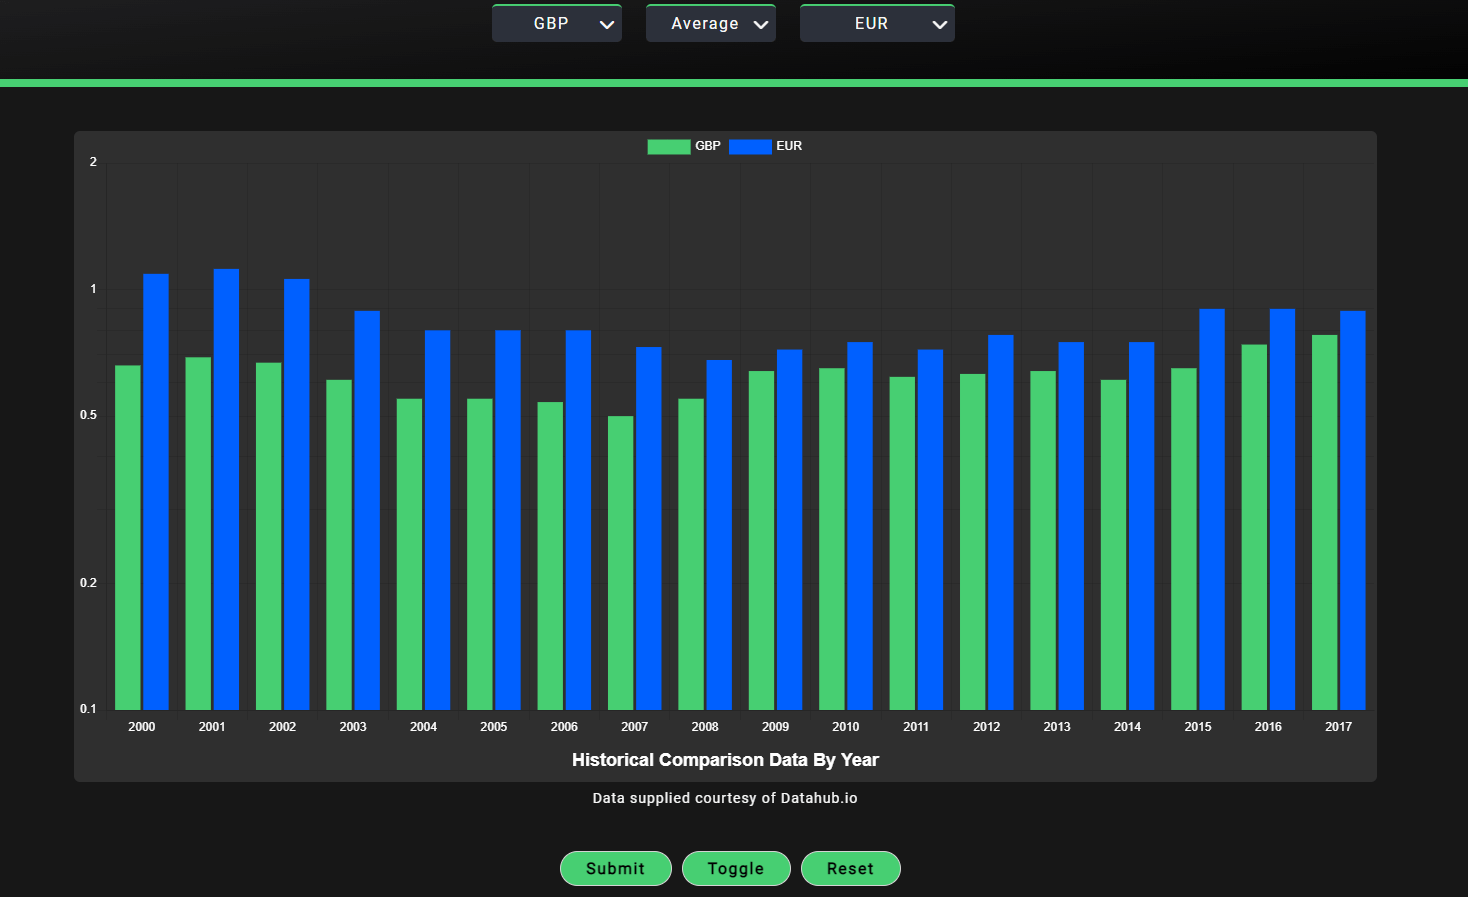 GBP Average EUR
GBP EUR
2
1
0.5
0.2
0.1
2000 2001 2002 2003 2004 2005 2006 2007 2008 2009 2010 2011 2012 2013 2014 2015 2016 2017
Historical Comparison Data By Year
Data supplied courtesy of Datahub.io
Submit Toggle Reset